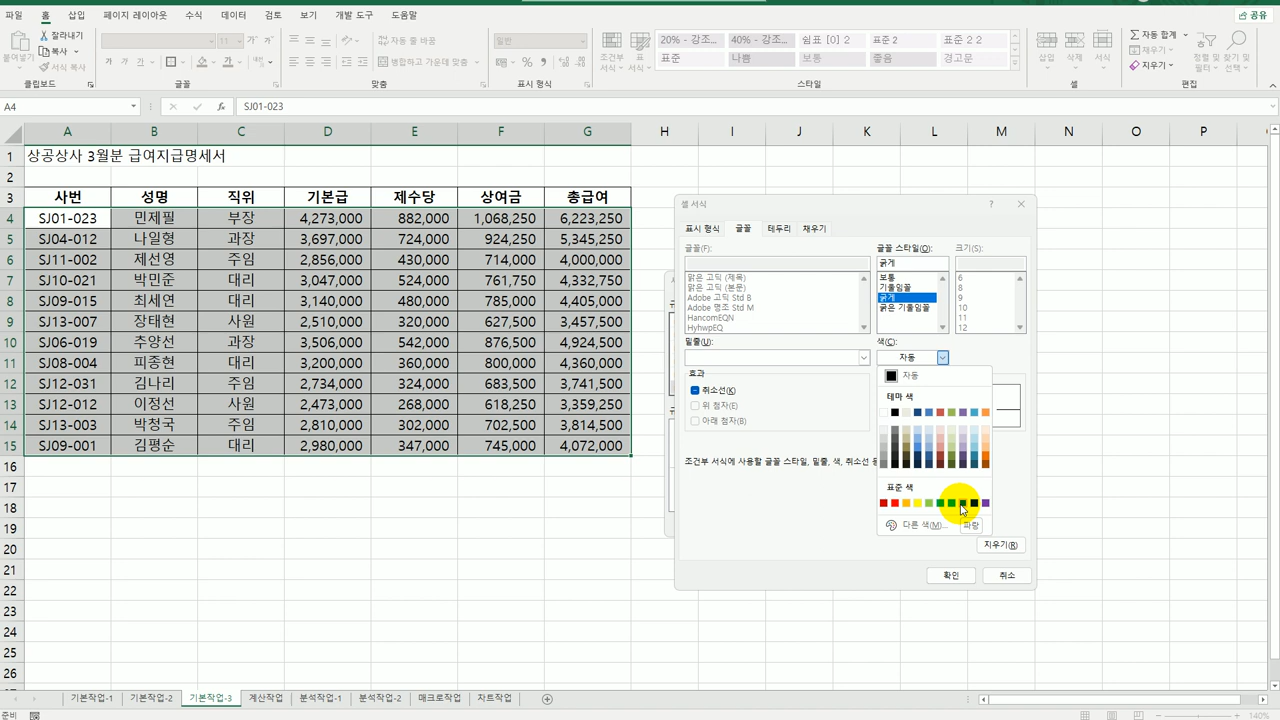 파일 홈 삽입 페이지 레이아웃 수식 데이터 검토 보기 개발 도구 도움말 공유
붙여넣기 잘라내기 복사 서식 복사 클립보드
11 가 가 가 글꼴
자동 줄 바꿈 병합하고 가운데 맞춤 맞춤
일반 % 표시 형식
조건부 서식 표 서식
20% - 강조... 40% - 강조... 쉼표 [0] 2 표준 2 표준 2 2
표준 나쁨 보통 좋음 경고문
스타일
삽입 삭제 서식 셀
자동 합계 채우기 지우기 정렬 및 필터 찾기 및 선택 편집
A4 fx SJ01-023
A B C D E F G H I J K L M N O P
1 상공상사 3월분 급여지급명세서
2
3 사번 성명 직위 기본급 제수당 상여금 총급여
4 SJ01-023 민제필 부장 4,273,000 882,000 1,068,250 6,223,250
5 SJ04-012 나일형 과장 3,697,000 724,000 924,250 5,345,250
6 SJ11-002 제선영 주임 2,856,000 430,000 714,000 4,000,000
7 SJ10-021 박민준 대리 3,047,000 524,000 761,750 4,332,750
8 SJ09-015 최세연 대리 3,140,000 480,000 785,000 4,405,000
9 SJ13-007 장태현 사원 2,510,000 320,000 627,500 3,457,500
10 SJ06-019 추양선 과장 3,506,000 542,000 876,500 4,924,500
11 SJ08-004 피종현 대리 3,200,000 360,000 800,000 4,360,000
12 SJ12-031 김나리 주임 2,734,000 324,000 683,500 3,741,500
13 SJ12-012 이정선 사원 2,473,000 268,000 618,250 3,359,250
14 SJ13-003 박청국 주임 2,810,000 302,000 702,500 3,814,500
15 SJ09-001 김평순 대리 2,980,000 347,000 745,000 4,072,000
16
17
18
19
20
21
22
23
24
25
26
셀 서식 ?
표시 형식 글꼴 테두리 채우기
글꼴(F): 글꼴 스타일(O): 크기(S):
굵게
맑은 고딕 (제목) 보통 6
맑은 고딕 (본문) 기울임꼴 8
Adobe 고딕 Std B 굵게 9
Adobe 명조 Std M 굵은 기울임꼴 10
HancomEQN 11
HyhwpEQ 12
밑줄(U): 색(C):
자동
효과 자동
취소선(K) 테마 색
위 첨자(E)
아래 첨자(B)
조건부 서식에 사용할 글꼴 스타일, 밑줄, 색, 취소선 등
표준 색
다른 색(M)... 파랑
지우기(R)
확인 취소
기본작업-1 기본작업-2 기본작업-3 계산작업 분석작업-1 분석작업-2 매크로작업 차트작업
준비 140%